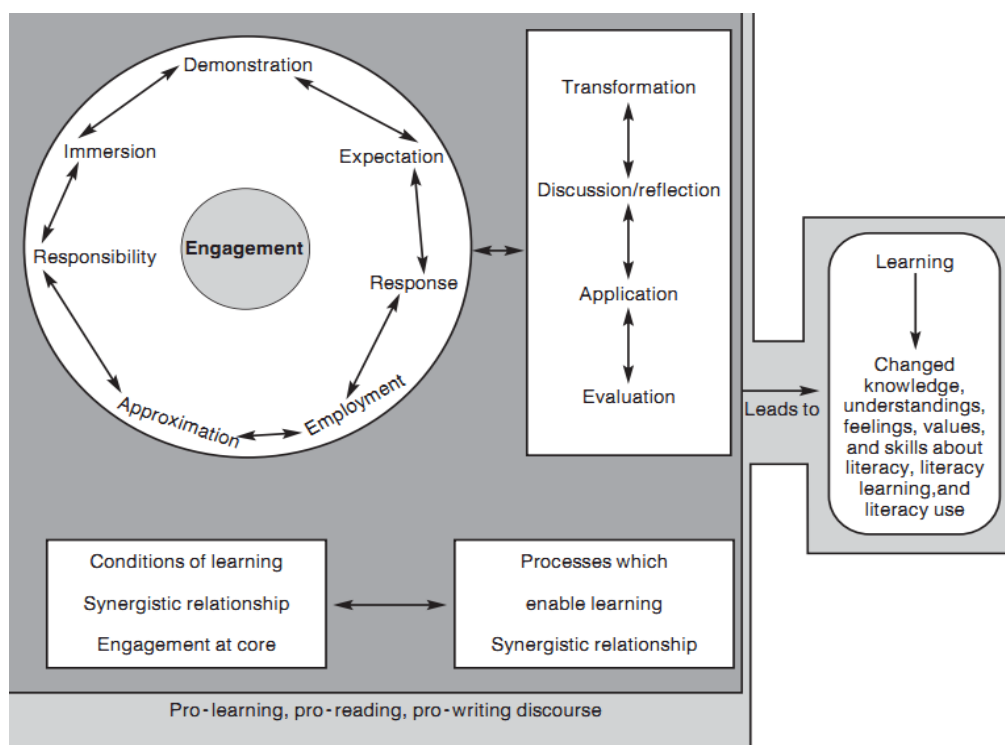 Demonstration
Immersion
Expectation
Responsibility
Engagement
Response
Approximation
Employment
Transformation
Discussion/reflection
Application
Evaluation
Leads to
Learning
Changed
knowledge,
understandings,
feelings, values,
and skills about
literacy, literacy
learning,and
literacy use
Conditions of learning
Synergistic relationship
Engagement at core
Processes which
enable learning
Synergistic relationship
Pro-learning, pro-reading, pro-writing discourse